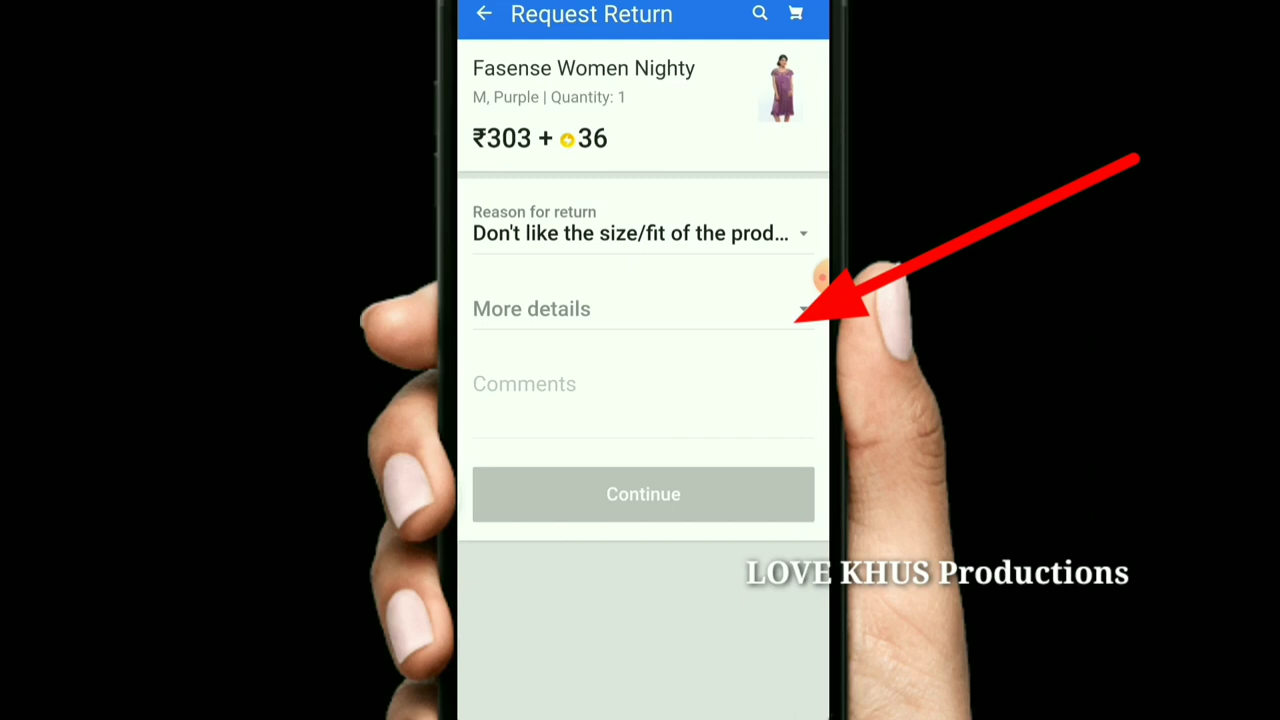 Request Return
Fasense Women Nighty
M, Purple | Quantity: 1
₹303 + 36
Reason for return
Don't like the size/fit of the prod...
More details
Comments
Continue
LOVE KHUS Productions